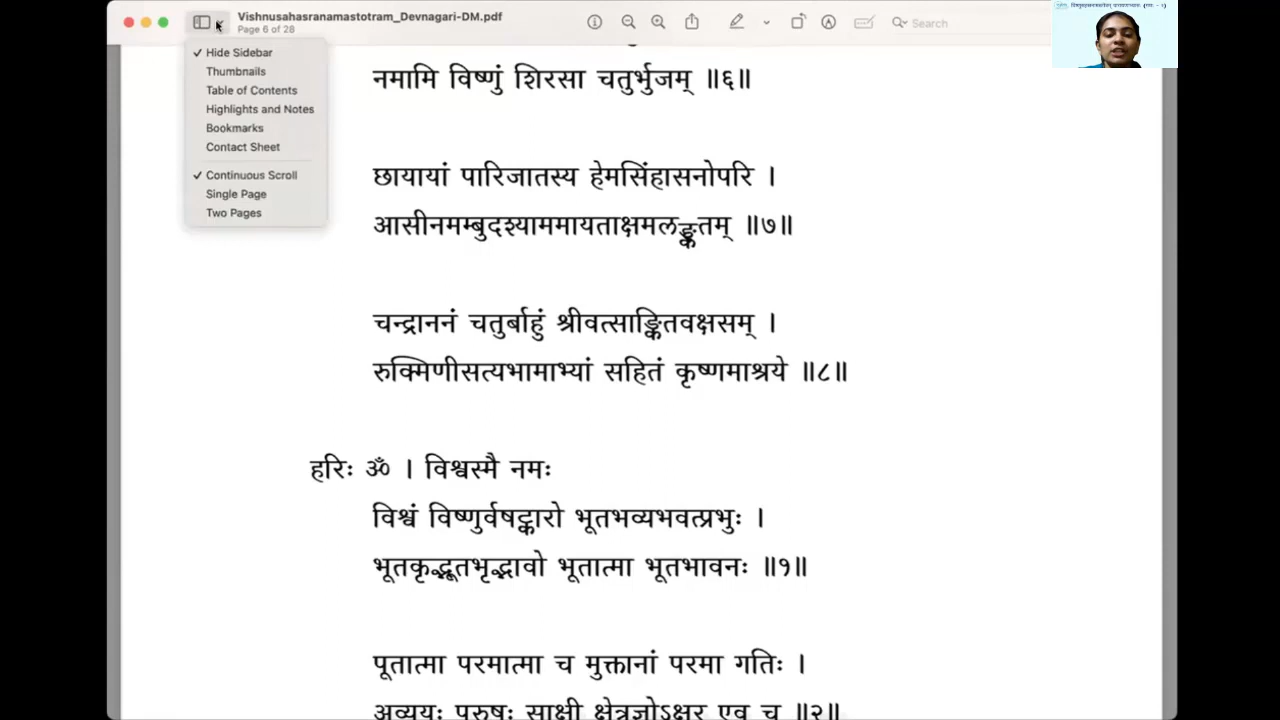 Vishnusahasranamastotram_Devnagari-DM.pdf
Page 6 of 28
Search
✓ Hide Sidebar
Thumbnails
Table of Contents
Highlights and Notes
Bookmarks
Contact Sheet
✓ Continuous Scroll
Single Page
Two Pages
नमामि विष्णुं शिरसा चतुर्भुजम् ॥६॥
छायायां पारिजातस्य हेमसिंहासनोपरि ।
आसीनमम्बुदश्याममायताक्षमलङ्कृतम् ॥७॥
चन्द्राननं चतुर्बाहुं श्रीवत्साङ्कितवक्षसम् ।
रुक्मिणीसत्यभामाभ्यां सहितं कृष्णमाश्रये ॥८॥
हरिः ॐ । विश्वस्मै नमः
विश्वं विष्णुर्वषट्कारो भूतभव्यभवत्प्रभुः ।
भूतकृद्भूतभृद्भावो भूतात्मा भूतभावनः ॥१॥
पूतात्मा परमात्मा च मुक्तानां परमा गतिः ।
अव्ययः पुरुषः साक्षी क्षेत्रज्ञोऽक्षर एव च ॥२॥